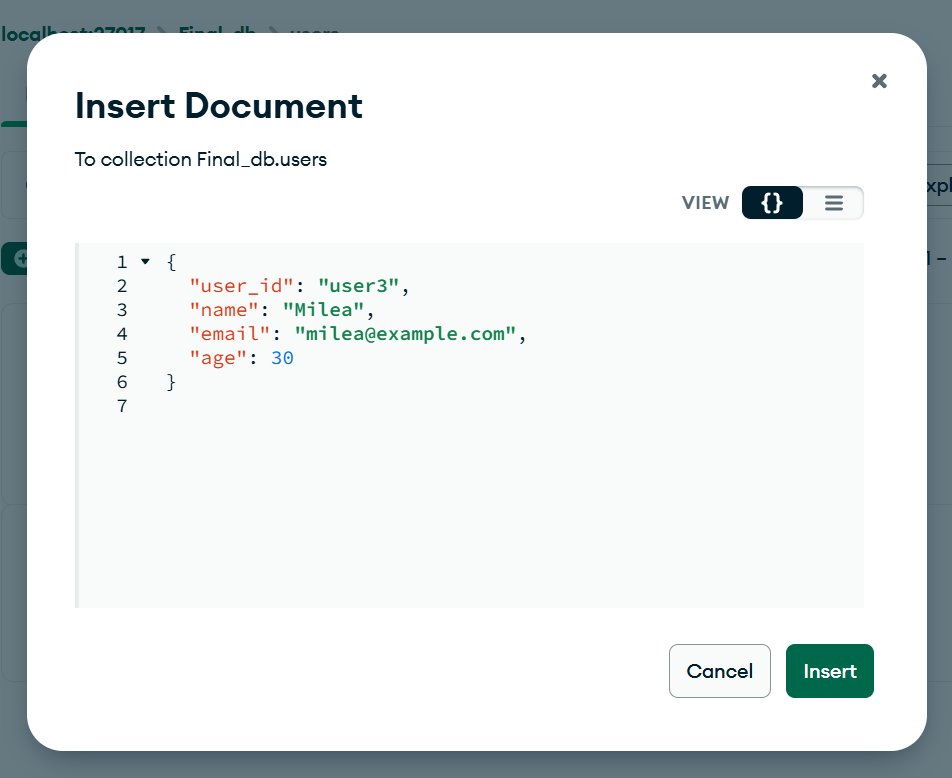 localhost:27017 > Final_db > users
Insert Document
To collection Final_db.users
VIEW {}
1 {
2 "user_id": "user3",
3 "name": "Milea",
4 "email": "milea@example.com",
5 "age": 30
6 }
7
Cancel Insert